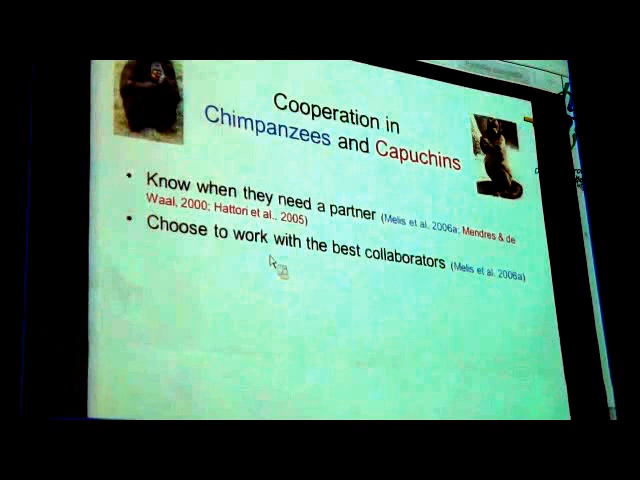 Cooperation in
Chimpanzees and Capuchins
• Know when they need a partner (Melis et al. 2006a; Mendres & de
Waal, 2000; Hattori et al., 2005)
• Choose to work with the best collaborators (Melis et al. 2006a)